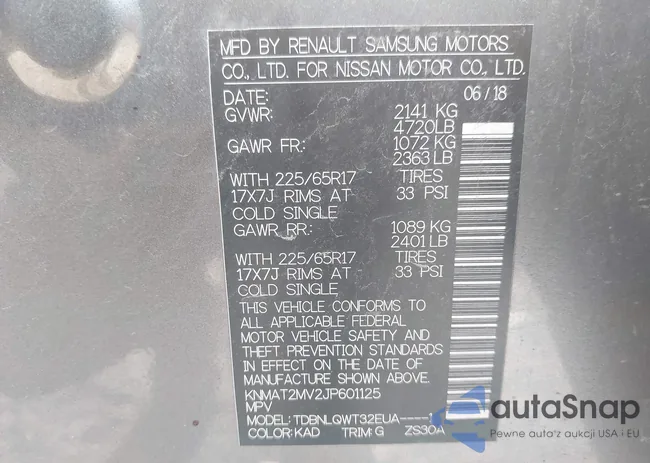 MFD BY RENAULT SAMSUNG MOTORS
CO., LTD. FOR NISSAN MOTOR CO., LTD.
DATE: 06/18
GVWR: 2141 KG
4720LB
GAWR FR: 1072 KG
2363 LB
WITH 225/65R17 TIRES
17X7J RIMS AT 33 PSI
COLD SINGLE
GAWR RR: 1089 KG
2401 LB
WITH 225/65R17 TIRES
17X7J RIMS AT 33 PSI
COLD SINGLE
THIS VEHICLE CONFORMS TO
ALL APPLICABLE FEDERAL
MOTOR VEHICLE SAFETY AND
THEFT PREVENTION STANDARDS
IN EFFECT ON THE DATE OF
MANUFACTURE SHOWN ABOVE.
KNMAT2MV2JP601125
MPV
MODEL: TDBNLQWT32EUA----
COLOR: KAD TRIM: G ZS30A
autoSnap
Pewne auto z aukcji USA i EU